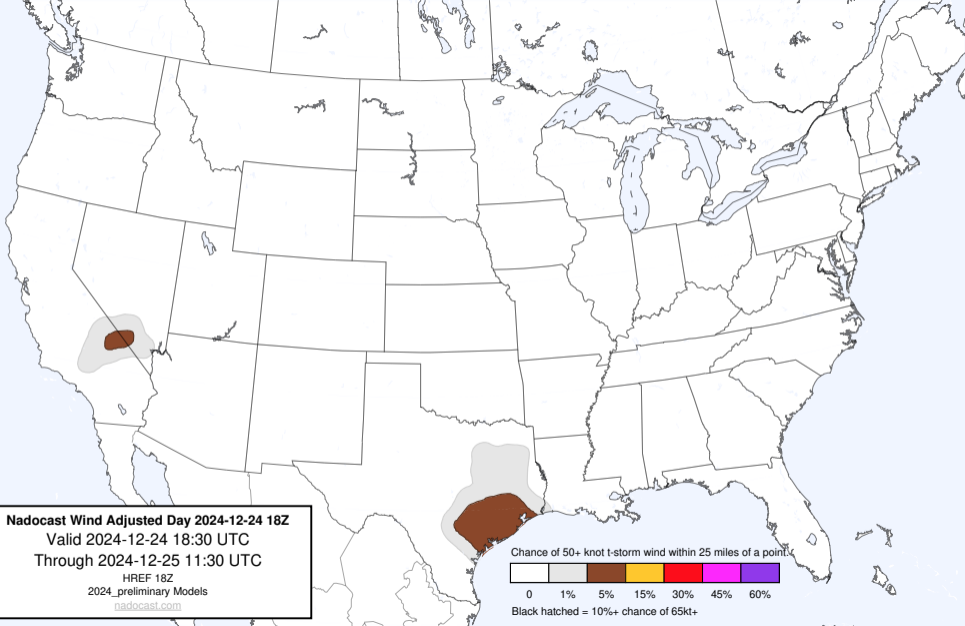 Nadocast Wind Adjusted Day 2024-12-24 18Z
Valid 2024-12-24 18:30 UTC
Through 2024-12-25 11:30 UTC
HREF 18Z
2024_preliminary Models
nadocast.com
Chance of 50+ knot t-storm wind within 25 miles of a point.
0 1% 5% 15% 30% 45% 60%
Black hatched = 10%+ chance of 65kt+